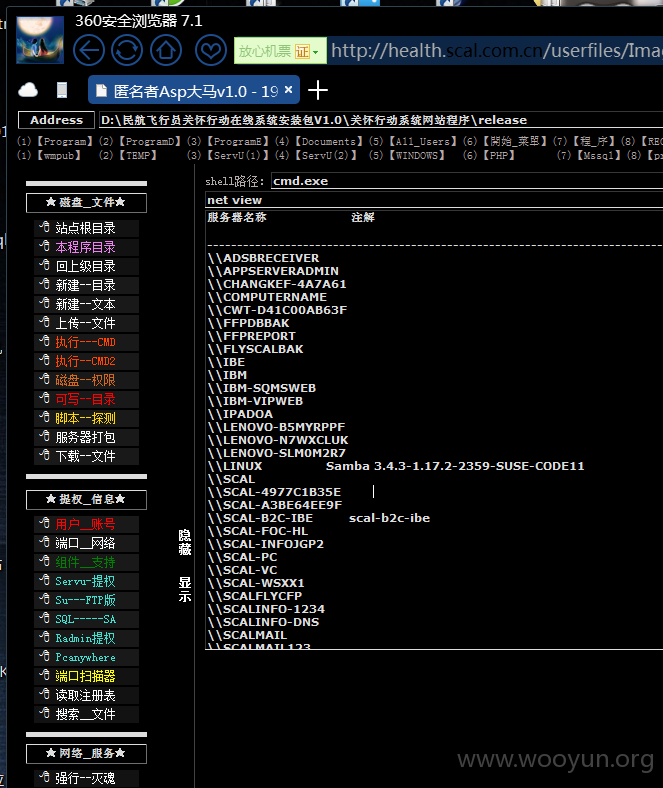 360安全浏览器 7.1
放心机票 证
http://health.scal.com.cn/userfiles/Ima
匿名者Asp大马v1.0 - 19
Address D:\民航飞行员关怀行动在线系统安装包V1.0\关怀行动系统网站程序\release
(1)【Program】(2)【ProgramD】(3)【ProgramE】(4)【Documents】(5)【All_Users】(6)【開始_菜單】(7)【程_序】(8)【REC
(1)【wmpub】 (2)【TEMP】 (3)【ServU(1)】 (4)【ServU(2)】 (5)【WINDOWS】 (6)【PHP】 (7)【Mssql】(8)【p
★磁盘__文件★
站点根目录
本程序目录
回上级目录
新建--目录
新建--文本
上传--文件
执行---CMD
执行--CMD2
磁盘--权限
可写--目录
脚本--探测
服务器打包
下载--文件
★提权__信息★
用户__账号
端口__网络
组件__支持
Servu-提权
Su---FTP版
SQL-----SA
Radmin提权
Pcanywhere
端口扫描器
读取注册表
搜索__文件
★网络__服务★
强行--灭魂
隐藏
显示
shell路径: cmd.exe
net view
服务器名称 注解
-------------------------------------------------------------------------------
\\ADSBRECEIVER
\\APPSERVERADMIN
\\CHANGKEF-4A7A61
\\COMPUTERNAME
\\CWT-D41C00AB63F
\\FFPDBBAK
\\FFPREPORT
\\FLYSCALBAK
\\IBE
\\IBM
\\IBM-SQMSWEB
\\IBM-VIPWEB
\\IPADOA
\\LENOVO-B5MYRPPF
\\LENOVO-N7WXCLUK
\\LENOVO-SLM0M2R7
\\LINUX Samba 3.4.3-1.17.2-2359-SUSE-CODE11
\\SCAL
\\SCAL-4977C1B35E
\\SCAL-A3BE64EE9F
\\SCAL-B2C-IBE scal-b2c-ibe
\\SCAL-FOC-HL
\\SCAL-INFOJGP2
\\SCAL-PC
\\SCAL-VC
\\SCAL-WSXX1
\\SCALFLYCFP
\\SCALINFO-1234
\\SCALINFO-DNS
\\SCALMAIL
\\SCALMAIL123
www.wooyun.org